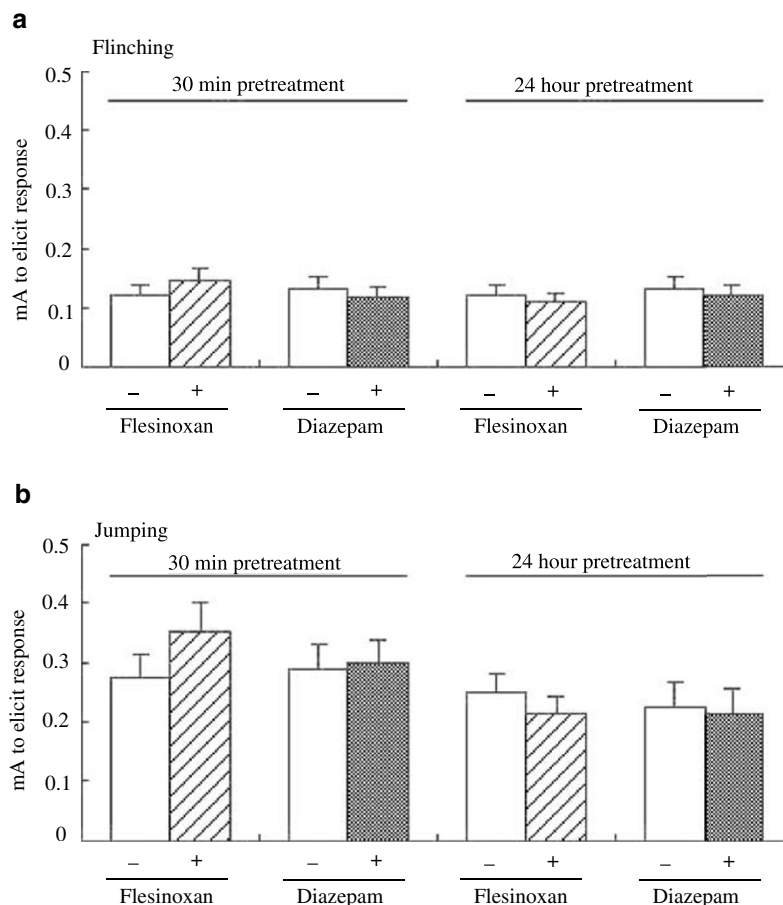 a
Flinching
0.5
30 min pretreatment
24 hour pretreatment
0.4
0.3
0.2
0.1
0
mA to elicit response
– + – + – + – +
Flesinoxan Diazepam Flesinoxan Diazepam
b
Jumping
0.5
30 min pretreatment
24 hour pretreatment
0.4
0.3
0.2
0.1
0
mA to elicit response
– + – + – + – +
Flesinoxan Diazepam Flesinoxan Diazepam